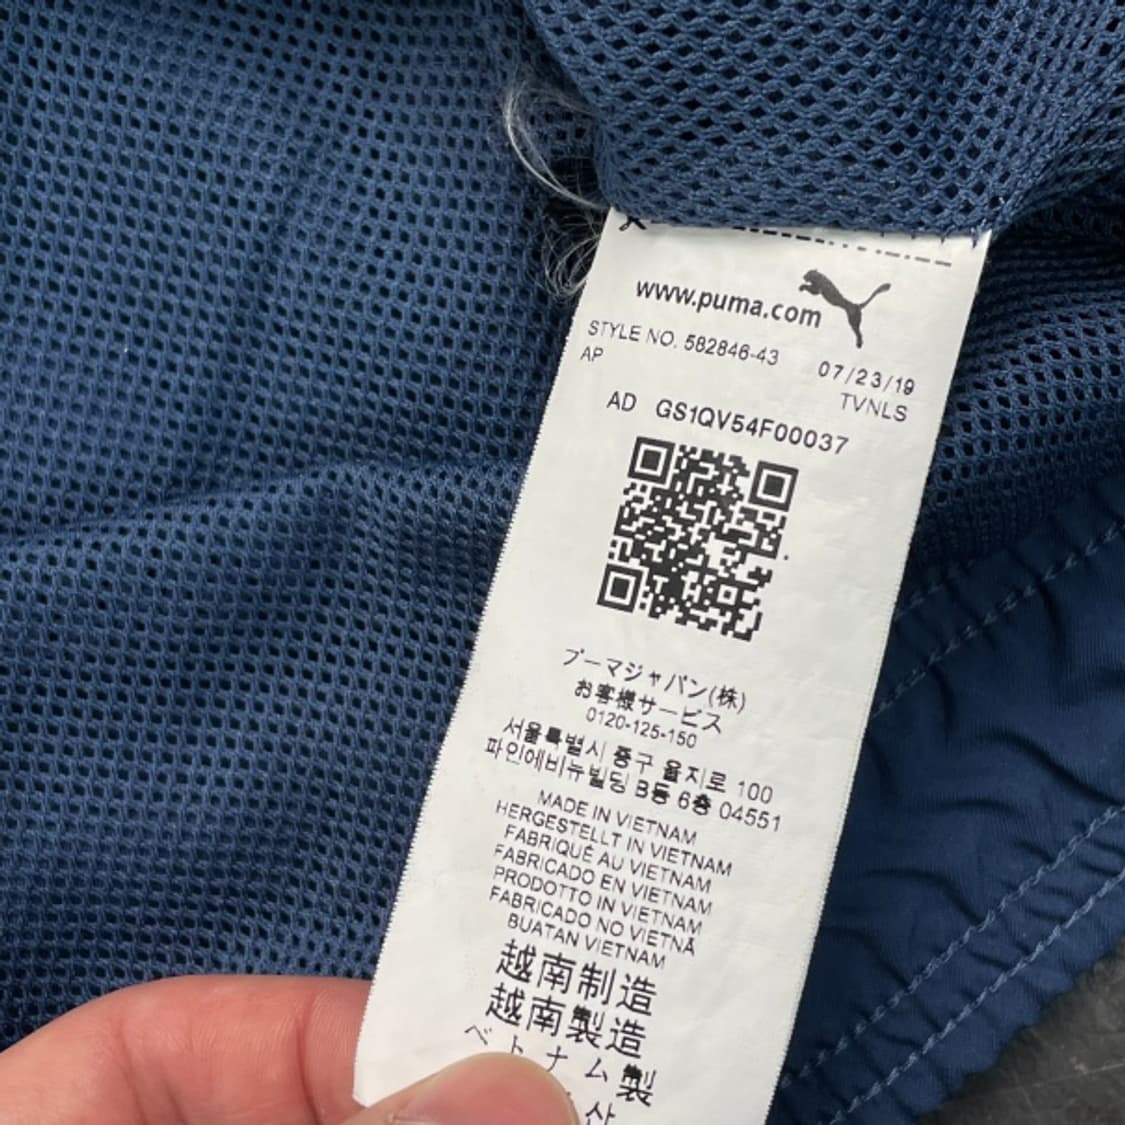 www.puma.com
STYLE NO. 582846-43 07/23/19
AP TVNLS
AD GS1QV54F00037
プーマジャパン(株)
お客様サービス
0120-125-150
서울특별시 중구 을지로 100
파인에비뉴빌딩 B동 6층 04551
MADE IN VIETNAM
HERGESTELLT IN VIETNAM
FABRIQUÉ AU VIETNAM
FABRICADO EN VIETNAM
PRODOTTO IN VIETNAM
FABRICADO NO VIETNÃ
BUATAN VIETNAM
越南制造
越南製造
ベトナム製
산